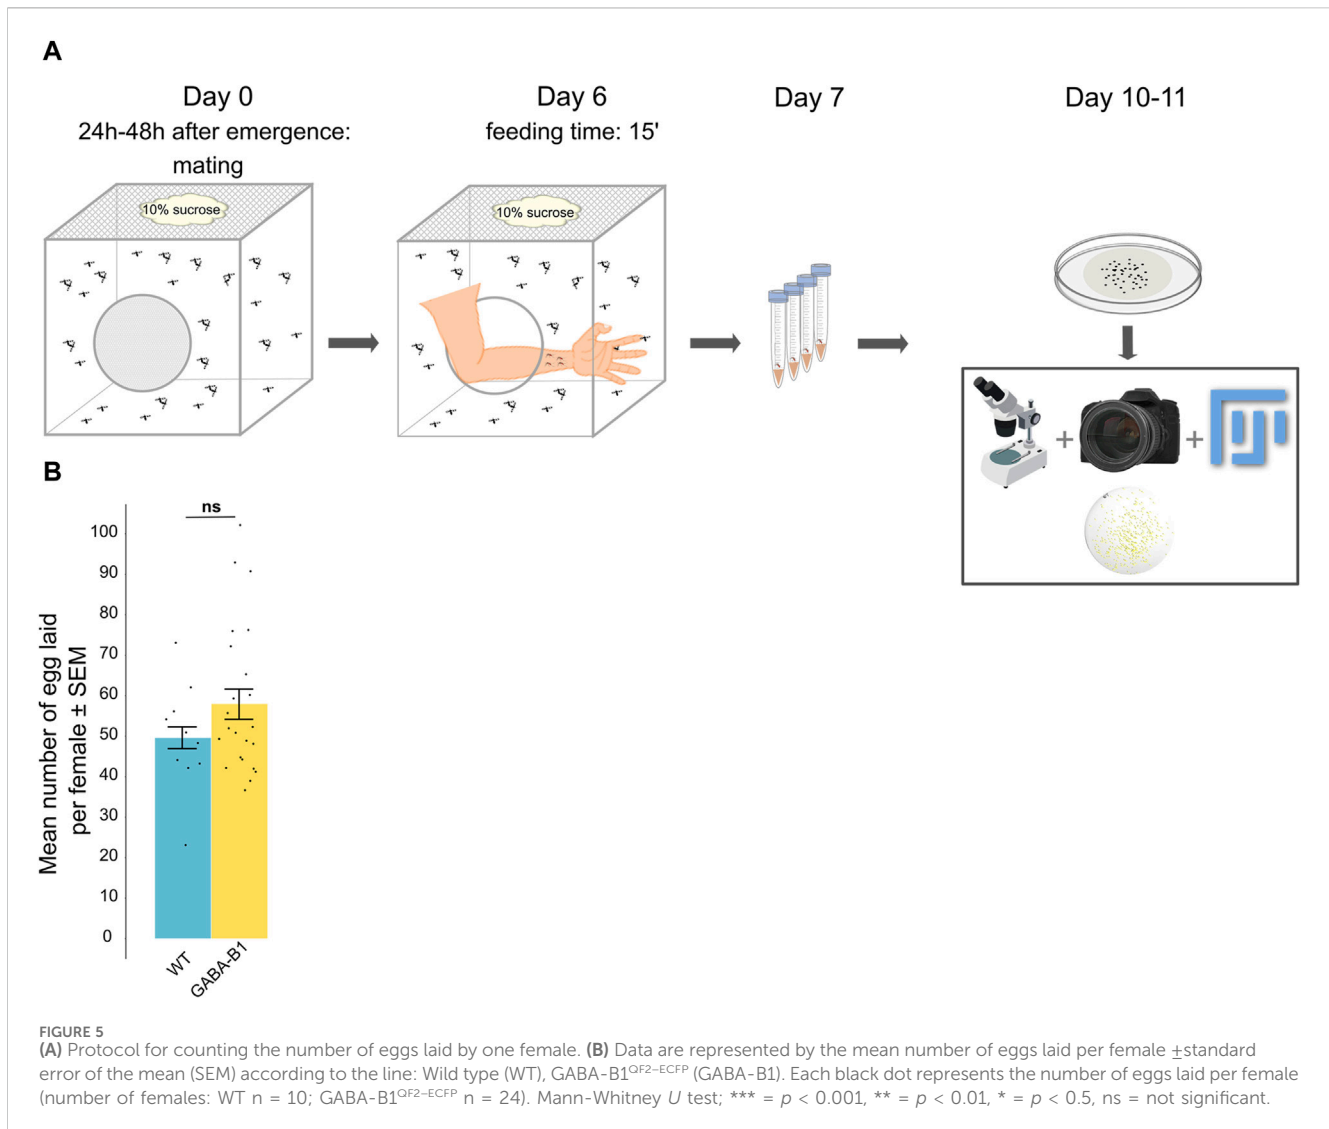 A
Day 0
24h-48h after emergence:
mating
10% sucrose
Day 6
feeding time: 15'
10% sucrose
Day 7
Day 10-11
+
+
B
ns
100
90
80
70
60
50
40
30
20
10
0
Mean number of egg laid
per female ± SEM
WT
GABA-B1
FIGURE 5
(A) Protocol for counting the number of eggs laid by one female. (B) Data are represented by the mean number of eggs laid per female ±standard
error of the mean (SEM) according to the line: Wild type (WT), GABA-B1QF2–ECFP (GABA-B1). Each black dot represents the number of eggs laid per female
(number of females: WT n = 10; GABA-B1QF2–ECFP n = 24). Mann-Whitney U test; *** = p < 0.001, ** = p < 0.01, * = p < 0.5, ns = not significant.